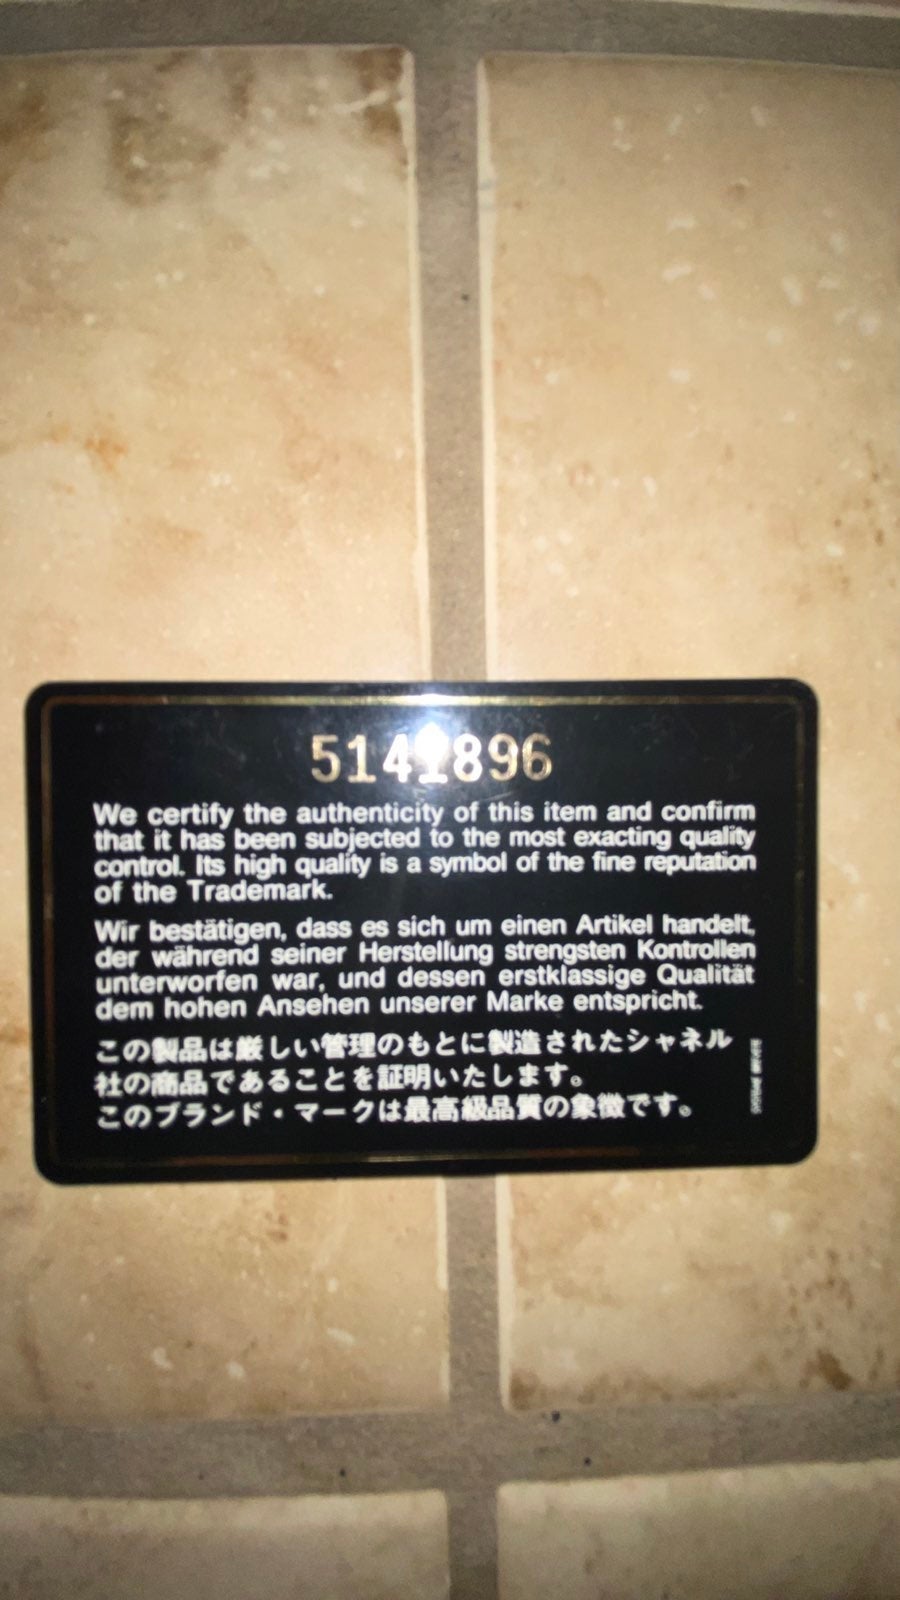 5141896
We certify the authenticity of this item and confirm
that it has been subjected to the most exacting quality
control. Its high quality is a symbol of the fine reputation
of the Trademark.
Wir bestätigen, dass es sich um einen Artikel handelt,
der während seiner Herstellung strengsten Kontrollen
unterworfen war, und dessen erstklassige Qualität
dem hohen Ansehen unserer Marke entspricht.
この製品は厳しい管理のもとに製造されたシャネル
社の商品であることを証明いたします。
このブランド・マークは最高級品質の象徴です。